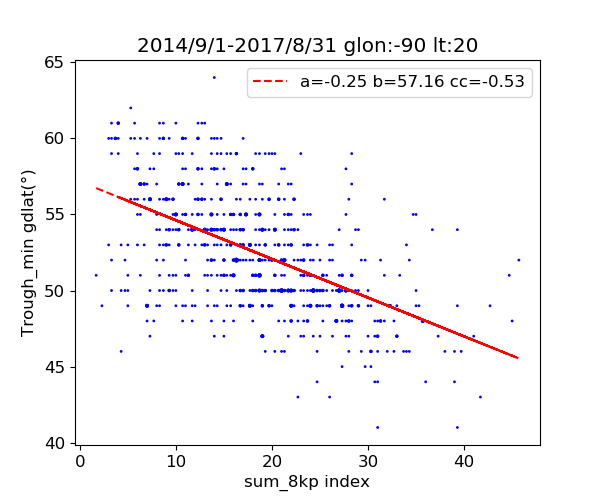 2014/9/1-2017/8/31 glon:-90 lt:20
a=-0.25 b=57.16 cc=-0.53
65
60
55
50
45
40
Trough_min gdlat(°)
0 10 20 30 40
sum_8kp index